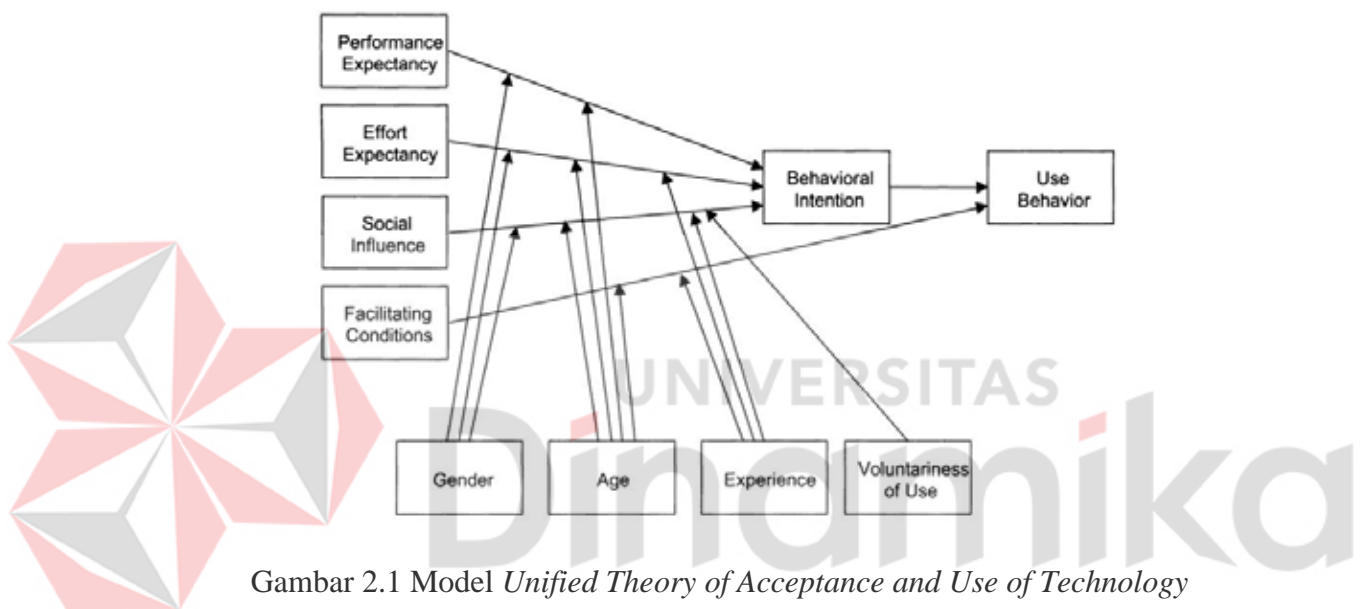 Performance
Expectancy
Effort
Expectancy
Social
Influence
Facilitating
Conditions
Behavioral
Intention
Use
Behavior
Gender
Age
Experience
Voluntariness
of Use
UNIVERSITAS
Dinamika
Gambar 2.1 Model Unified Theory of Acceptance and Use of Technology